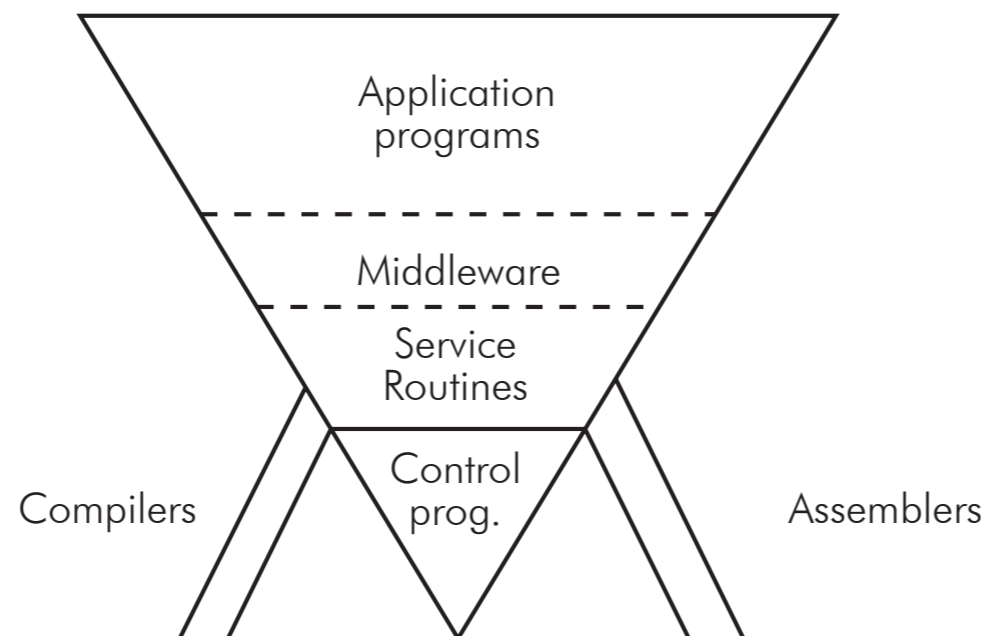 Application
programs
Middleware
Service
Routines
Control
prog.
Compilers
Assemblers